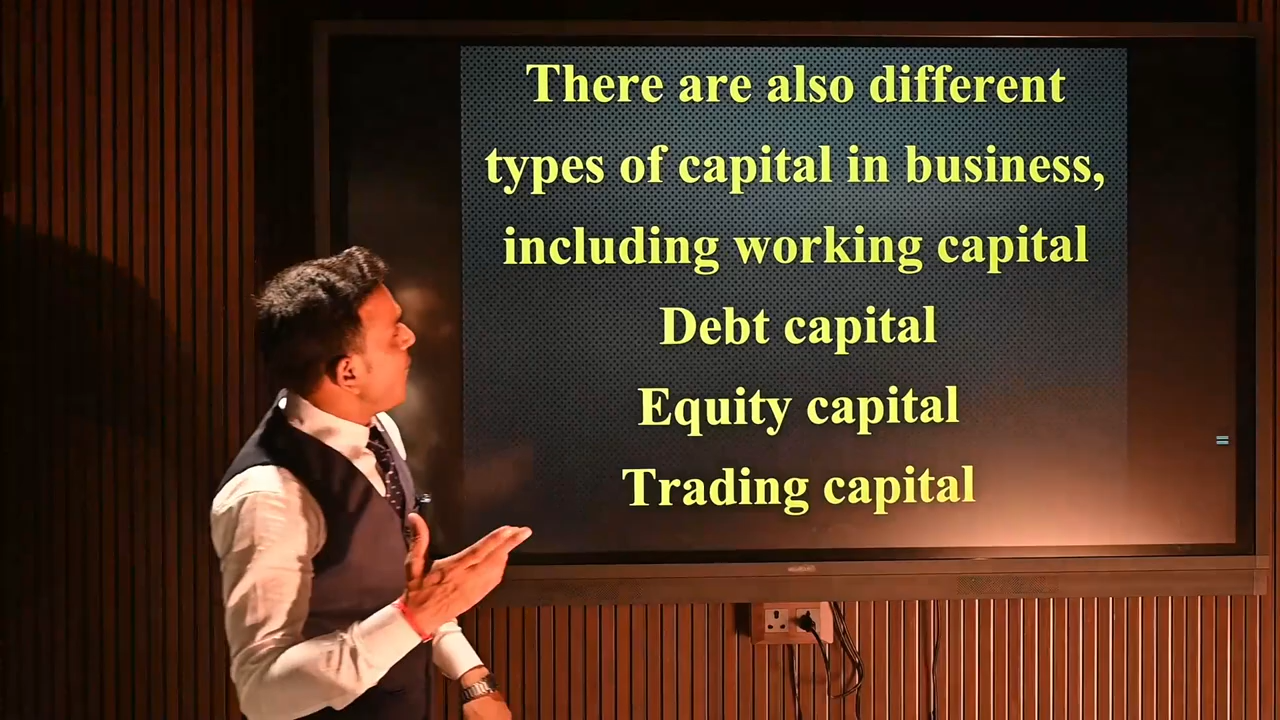 There are also different
types of capital in business,
including working capital
Debt capital
Equity capital
Trading capital